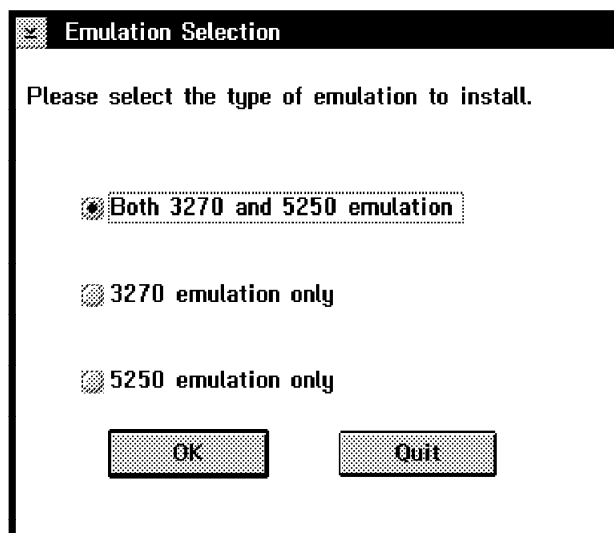 Emulation Selection
Please select the type of emulation to install.
Both 3270 and 5250 emulation
3270 emulation only
5250 emulation only
OK
Quit